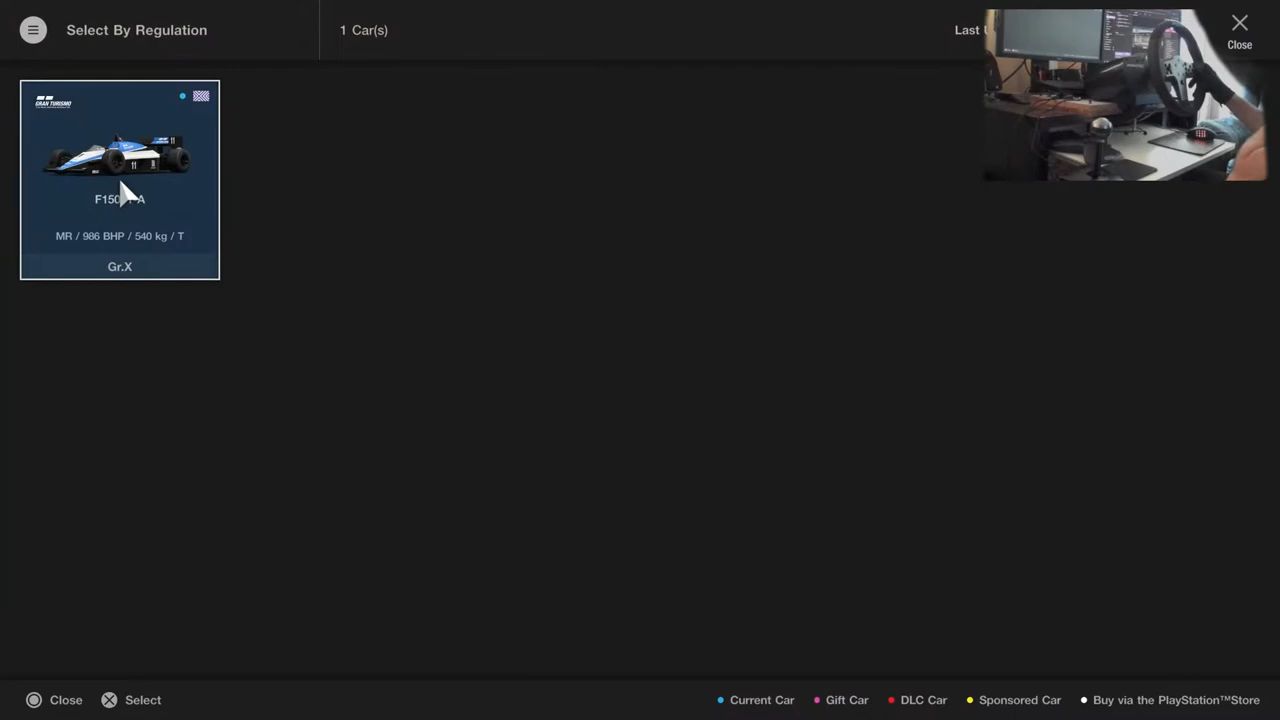 Select By Regulation
1 Car(s)
Last
Close
GRAN TURISMO
MR / 986 BHP / 540 kg / T
Gr.X
Close
Select
Current Car
Gift Car
DLC Car
Sponsored Car
Buy via the PlayStation™Store